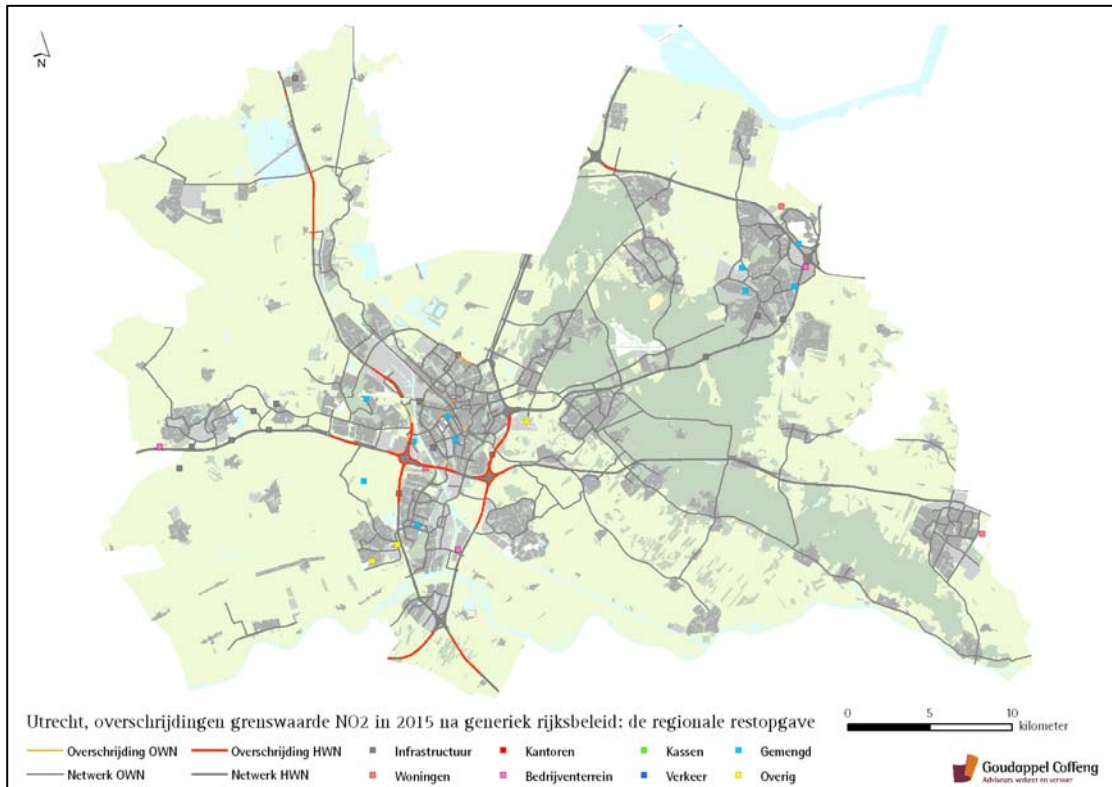 N
Utrecht, overschrijdingen grenswaarde NO2 in 2015 na generiek rijksbeleid: de regionale restopgave
0 5 10
kilometer
Overschrijding OWN Overschrijding HWN Infrastructuur Kantoren Kassen Gemengd
Netwerk OWN Netwerk HWN Woningen Bedrijventerrein Verkeer Overig
Goudappel Coffeng
Adviseurs verkeer en vervoer